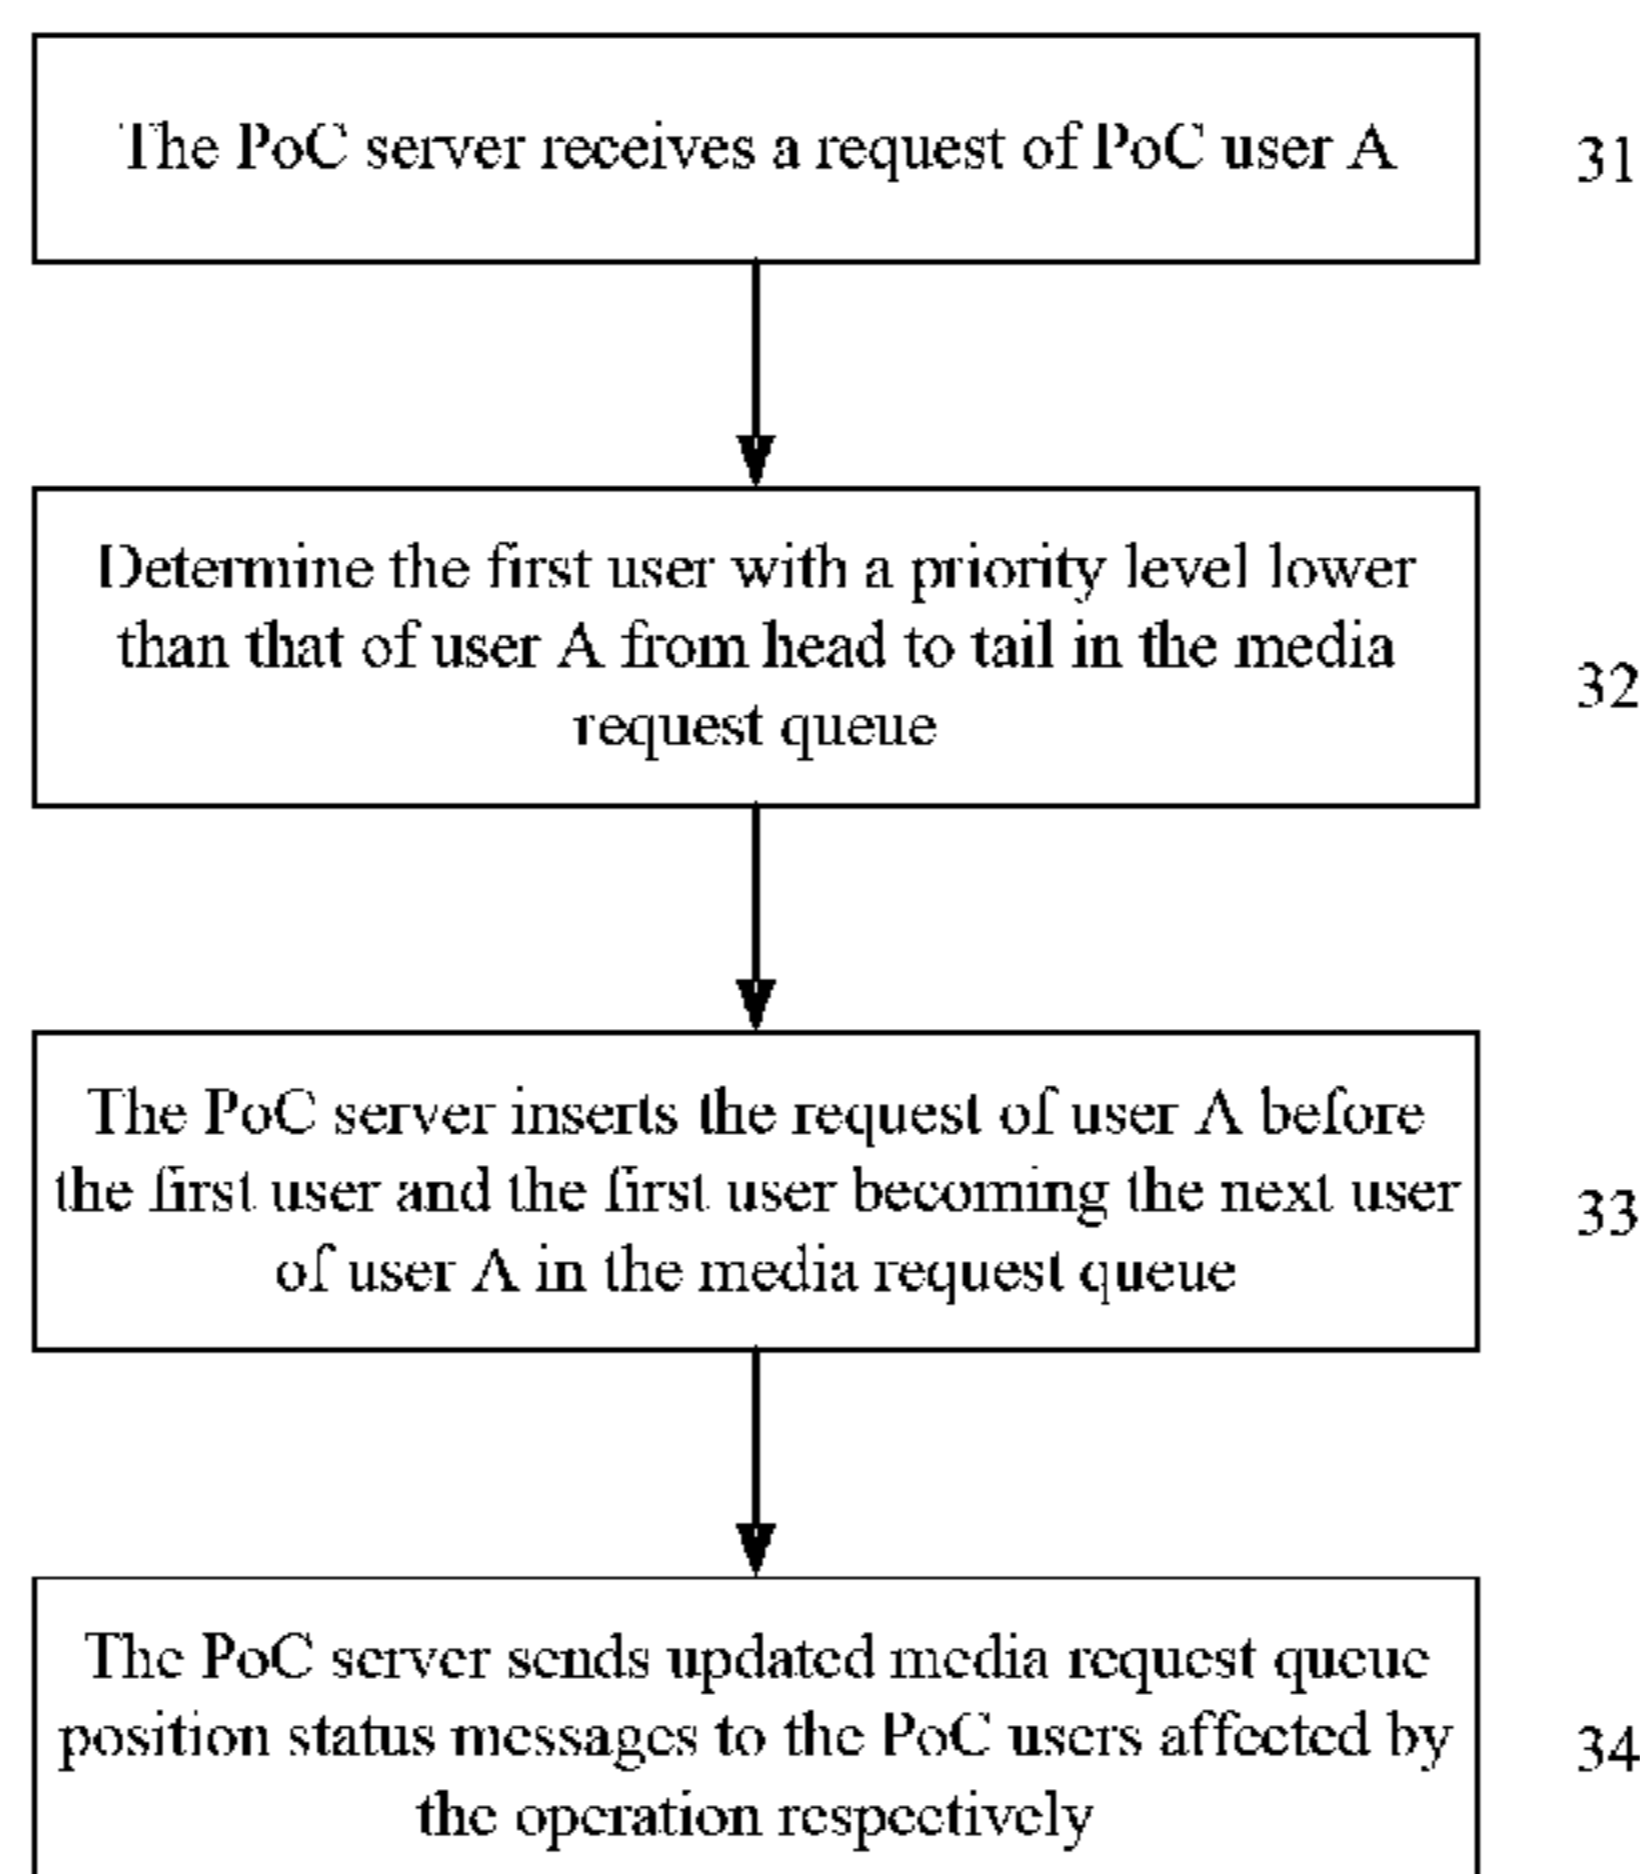 The PoC server receives a request of PoC user A
31
Determine the first user with a priority level lower
than that of user A from head to tail in the media
request queue
32
The PoC server inserts the request of user A before
the first user and the first user becoming the next user
of user A in the media request queue
33
The PoC server sends updated media request queue
position status messages to the PoC users affected by
the operation respectively
34